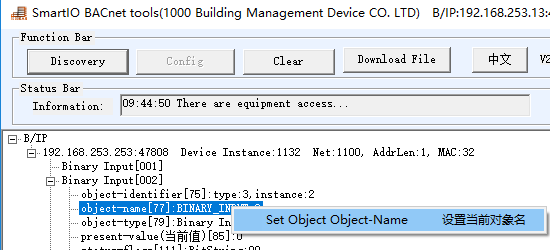 SmartIO BACnet tools(1000 Building Management Device CO. LTD) B/IP:192.168.253.13:4
Function Bar
Discovery Config Clear Download File 中文 V2
Status Bar
Information: 09:44:50 There are equipment access...
B/IP
192.168.253.253:47808 Device Instance:1132 Net:1100, AddrLen:1, MAC:32
Binary Input[001]
Binary Input[002]
object-identifier[75]:type:3,instance:2
object-name[77]:BINARY_INPUT
Set Object Object-Name 设置当前对象名
object-type[79]:Binary
present-value(当前值)[85]:0